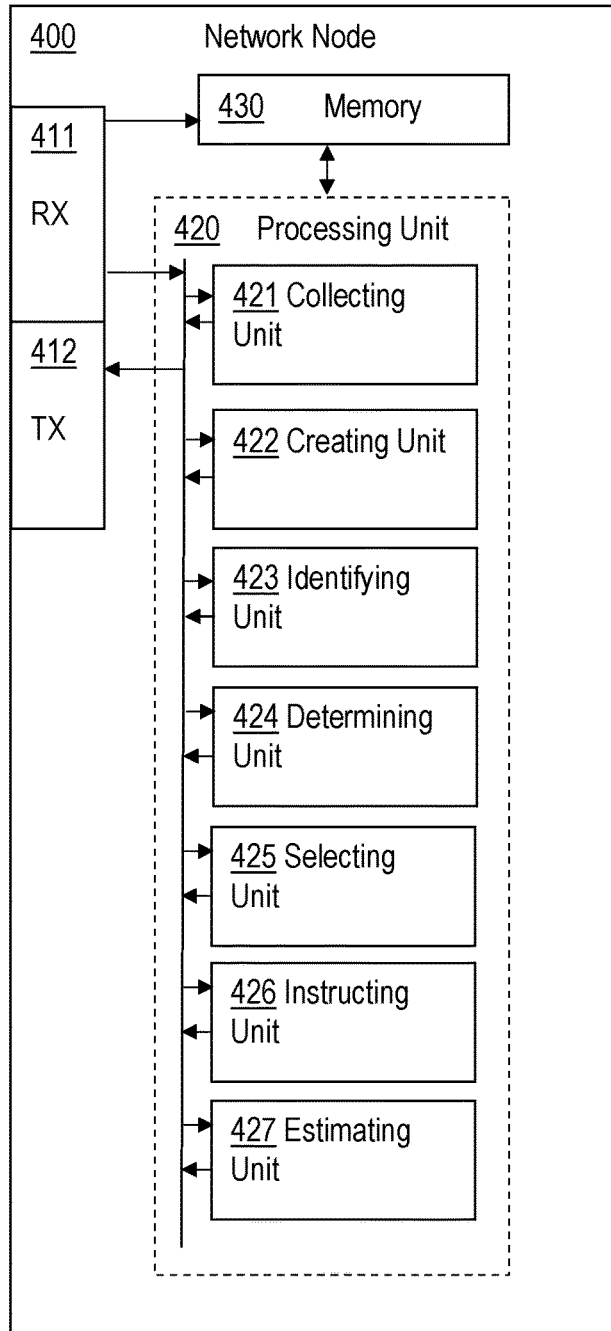 400 Network Node
430 Memory
411
RX
420 Processing Unit
421 Collecting
Unit
412
TX
422 Creating Unit
423 Identifying
Unit
424 Determining
Unit
425 Selecting
Unit
426 Instructing
Unit
427 Estimating
Unit